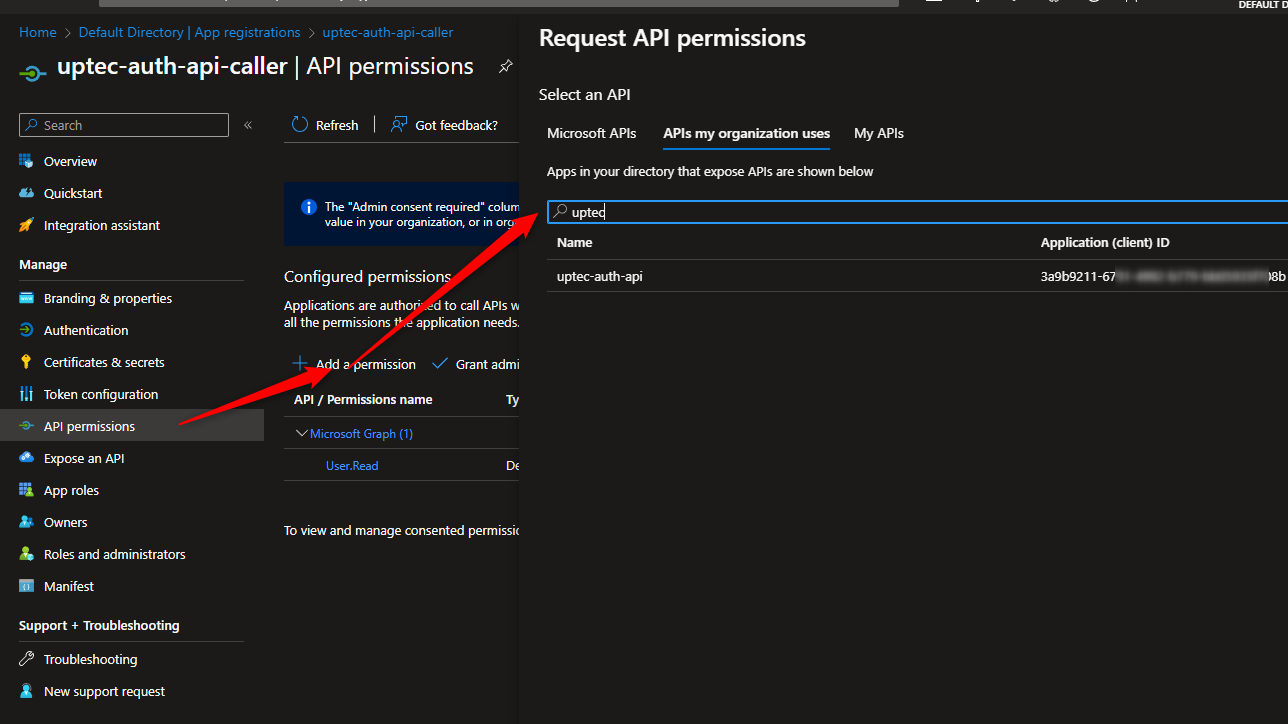 DEFAULT D
Home > Default Directory | App registrations > uptec-auth-api-caller
uptec-auth-api-caller | API permissions
Search
Overview
Quickstart
Integration assistant
Manage
Branding & properties
Authentication
Certificates & secrets
Token configuration
API permissions
Expose an API
App roles
Owners
Roles and administrators
Manifest
Support + Troubleshooting
Troubleshooting
New support request
Refresh
Got feedback?
The "Admin consent required" colum
value in your organization, or in org
Configured permissions
Applications are authorized to call APIs w
all the permissions the application needs.
Add a permission
Grant admi
API / Permissions name Ty
Microsoft Graph (1)
User.Read De
To view and manage consented permissio
Request API permissions
Select an API
Microsoft APIs APIs my organization uses My APIs
Apps in your directory that expose APIs are shown below
uptec
Name Application (client) ID
uptec-auth-api 3a9b9211-67 08b